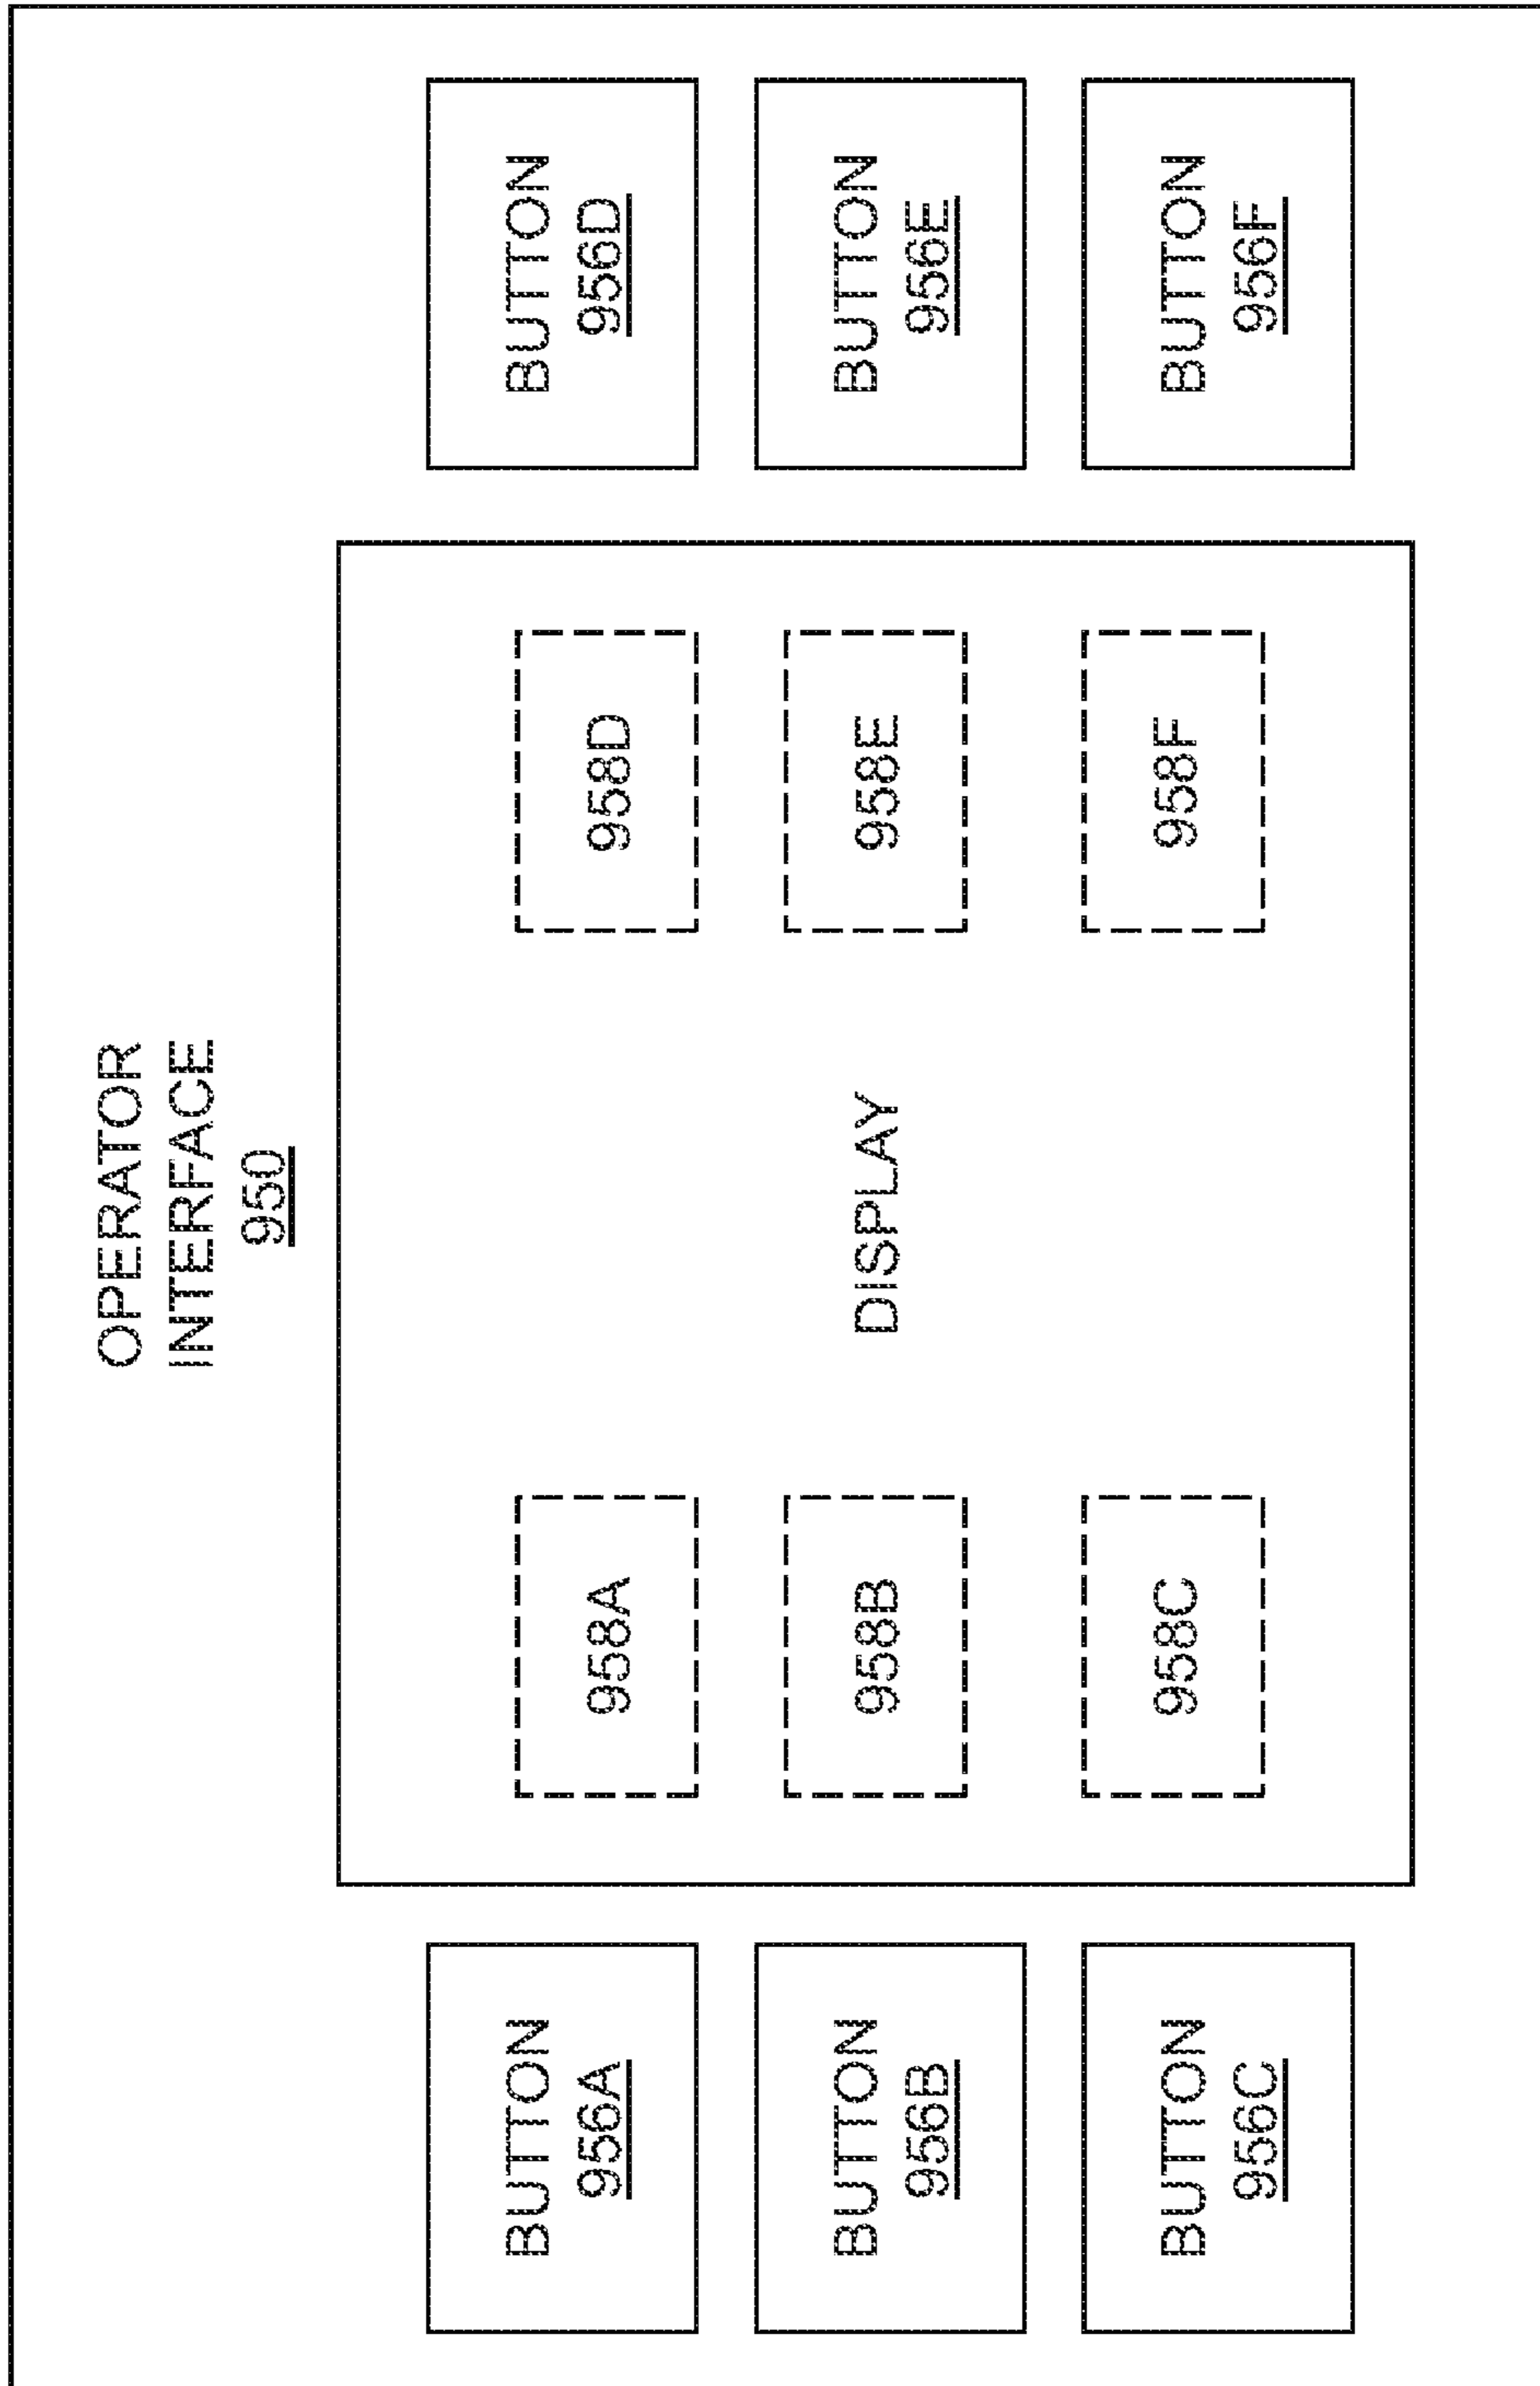 OPERATOR
INTERFACE
950
BUTTON
956A
958A
958D
BUTTON
956D
BUTTON
956B
958B
DISPLAY
958E
BUTTON
956E
BUTTON
956C
958C
958F
BUTTON
956F